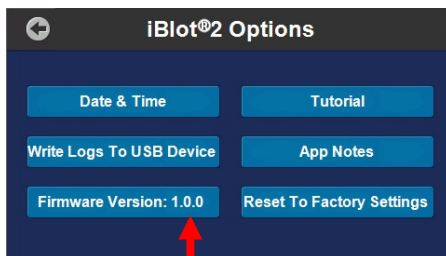 iBlot®2 Options
Date & Time
Tutorial
Write Logs To USB Device
App Notes
Firmware Version: 1.0.0
Reset To Factory Settings